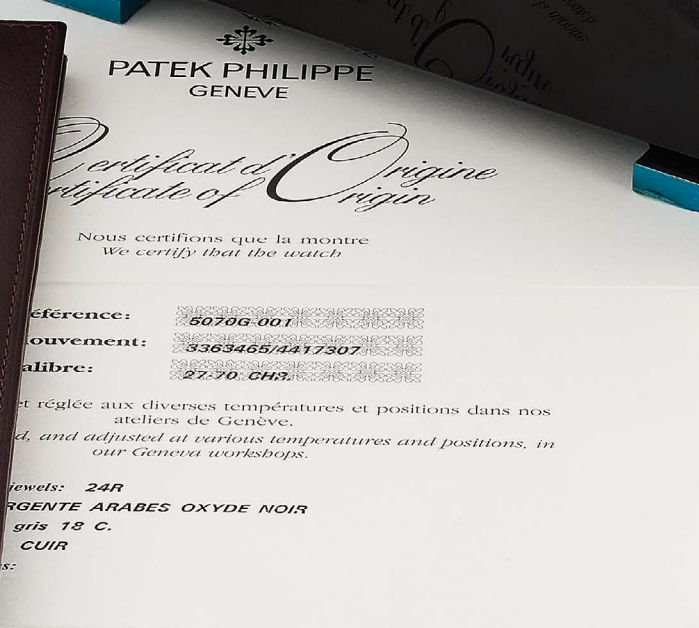 PATEK PHILIPPE
GENEVE
Certificat d'Origine
rtificate of Origin
Nous certifions que la montre
We certify that the watch
éférence: 5070G-001
ouvement: 3363465/4417307
alibre: 27-70 CHR.
t réglée aux diverses températures et positions dans nos
ateliers de Genève.
d, and adjusted at various temperatures and positions, in
our Geneva workshops.
jewels: 24R
RGENTE ARABES OXYDE NOIR
gris 18 C.
CUIR
s: